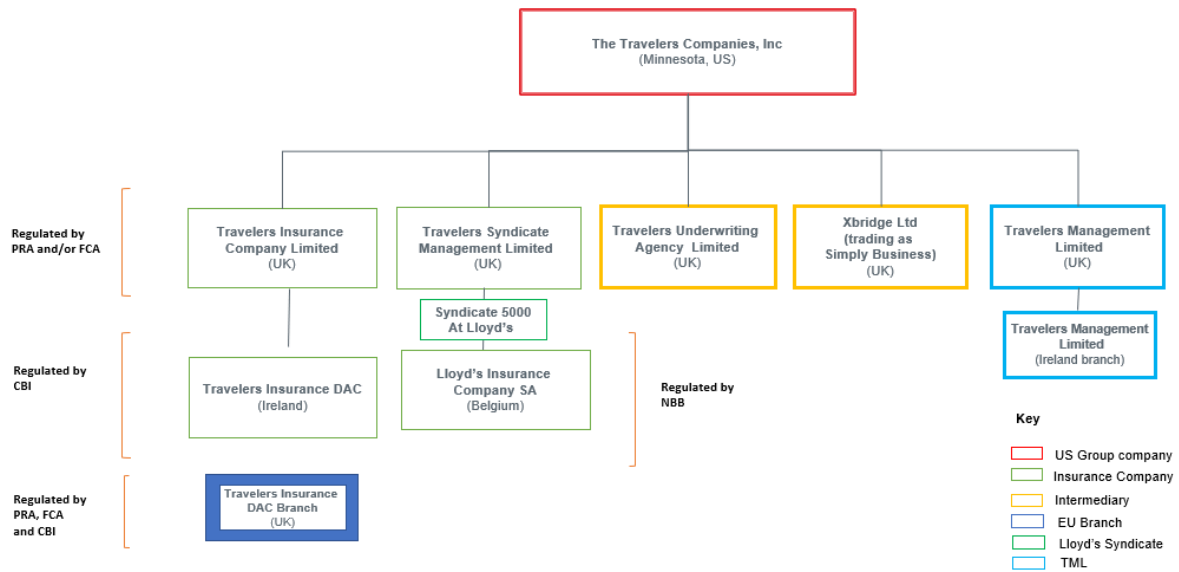 The Travelers Companies, Inc
(Minnesota, US)
Regulated by
PRA and/or FCA
Travelers Insurance
Company Limited
(UK)
Travelers Syndicate
Management Limited
(UK)
Travelers Underwriting
Agency Limited
(UK)
Xbridge Ltd
(trading as
Simply Business)
(UK)
Travelers Management
Limited
(UK)
Syndicate 5000
At Lloyd's
Travelers Management
Limited
(Ireland branch)
Regulated by
CBI
Travelers Insurance DAC
(Ireland)
Lloyd's Insurance
Company SA
(Belgium)
Regulated by
NBB
Regulated by
PRA, FCA
and CBI
Travelers Insurance
DAC Branch
(UK)
Key
US Group company
Insurance Company
Intermediary
EU Branch
Lloyd's Syndicate
TML